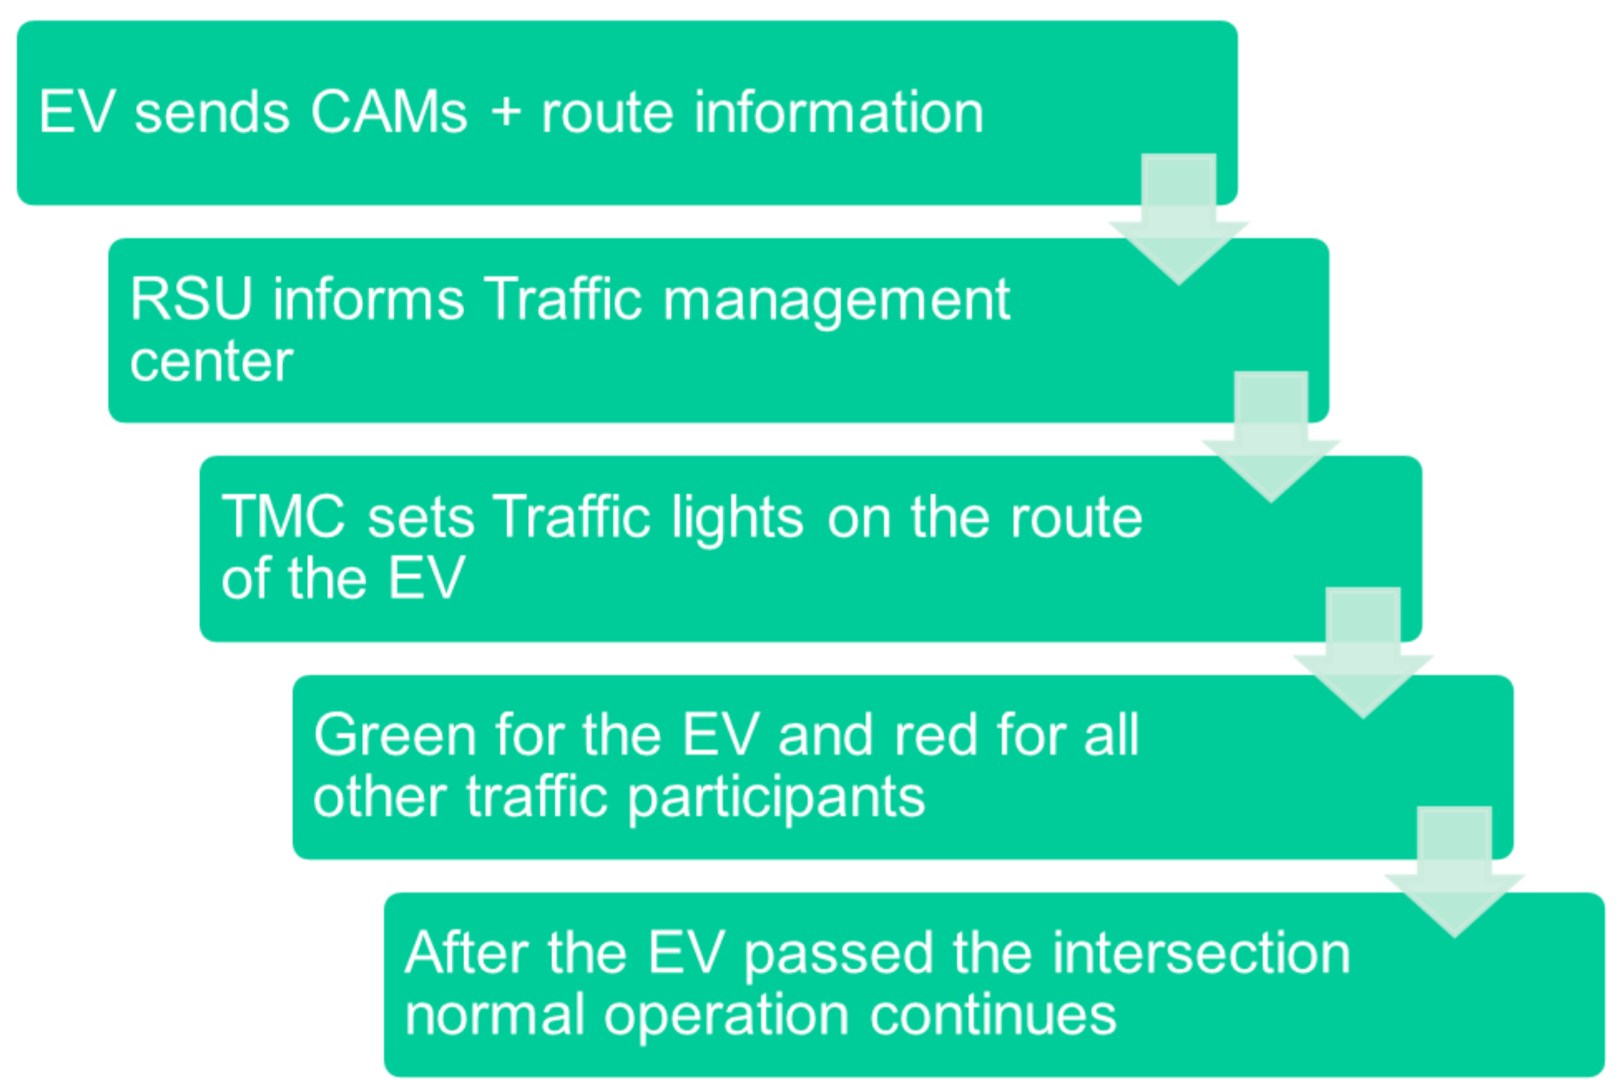 EV sends CAMs + route information
RSU informs Traffic management
center
TMC sets Traffic lights on the route
of the EV
Green for the EV and red for all
other traffic participants
After the EV passed the intersection
normal operation continues